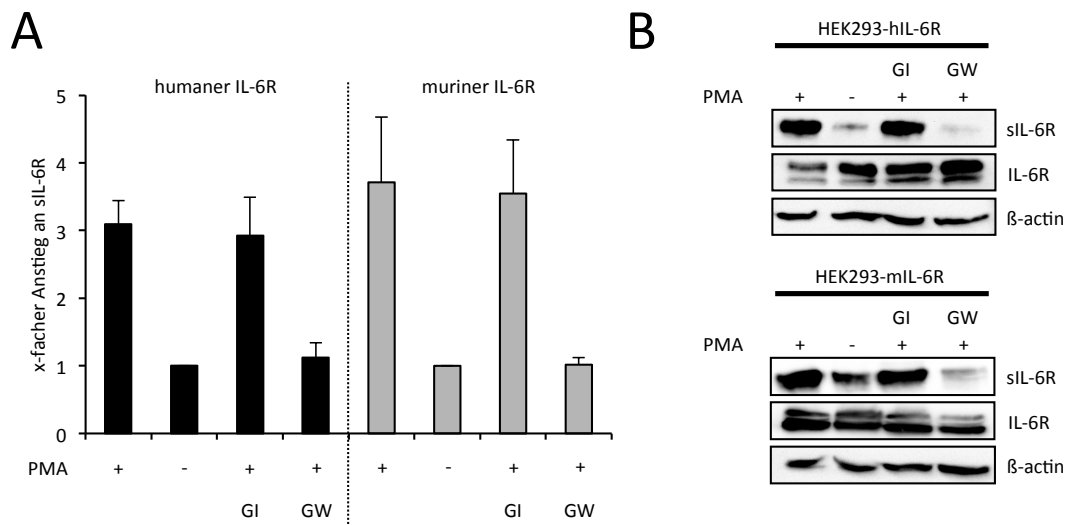 A
humaner IL-6R
muriner IL-6R
x-facher Anstieg an sIL-6R
5
4
3
2
1
0
PMA + - + + + - + +
GI GW GI GW
B
HEK293-hIL-6R
GI GW
PMA + - + +
sIL-6R
IL-6R
ß-actin
HEK293-mIL-6R
GI GW
PMA + - + +
sIL-6R
IL-6R
ß-actin